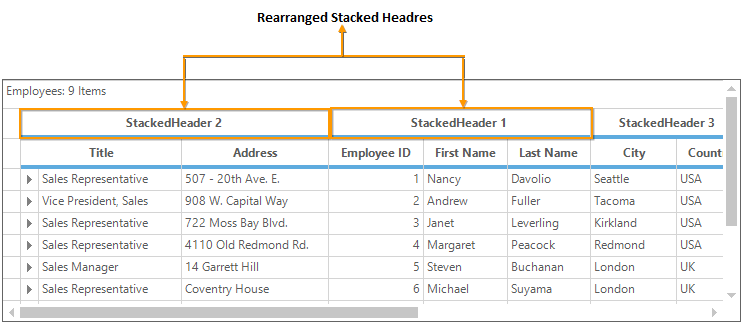 Rearranged Stacked Headres
Employees: 9 Items
StackedHeader 2 StackedHeader 1 StackedHeader 3
Title Address Employee ID First Name Last Name City Count
Sales Representative 507 - 20th Ave. E. 1 Nancy Davolio Seattle USA
Vice President, Sales 908 W. Capital Way 2 Andrew Fuller Tacoma USA
Sales Representative 722 Moss Bay Blvd. 3 Janet Leverling Kirkland USA
Sales Representative 4110 Old Redmond Rd. 4 Margaret Peacock Redmond USA
Sales Manager 14 Garrett Hill 5 Steven Buchanan London UK
Sales Representative Coventry House 6 Michael Suyama London UK